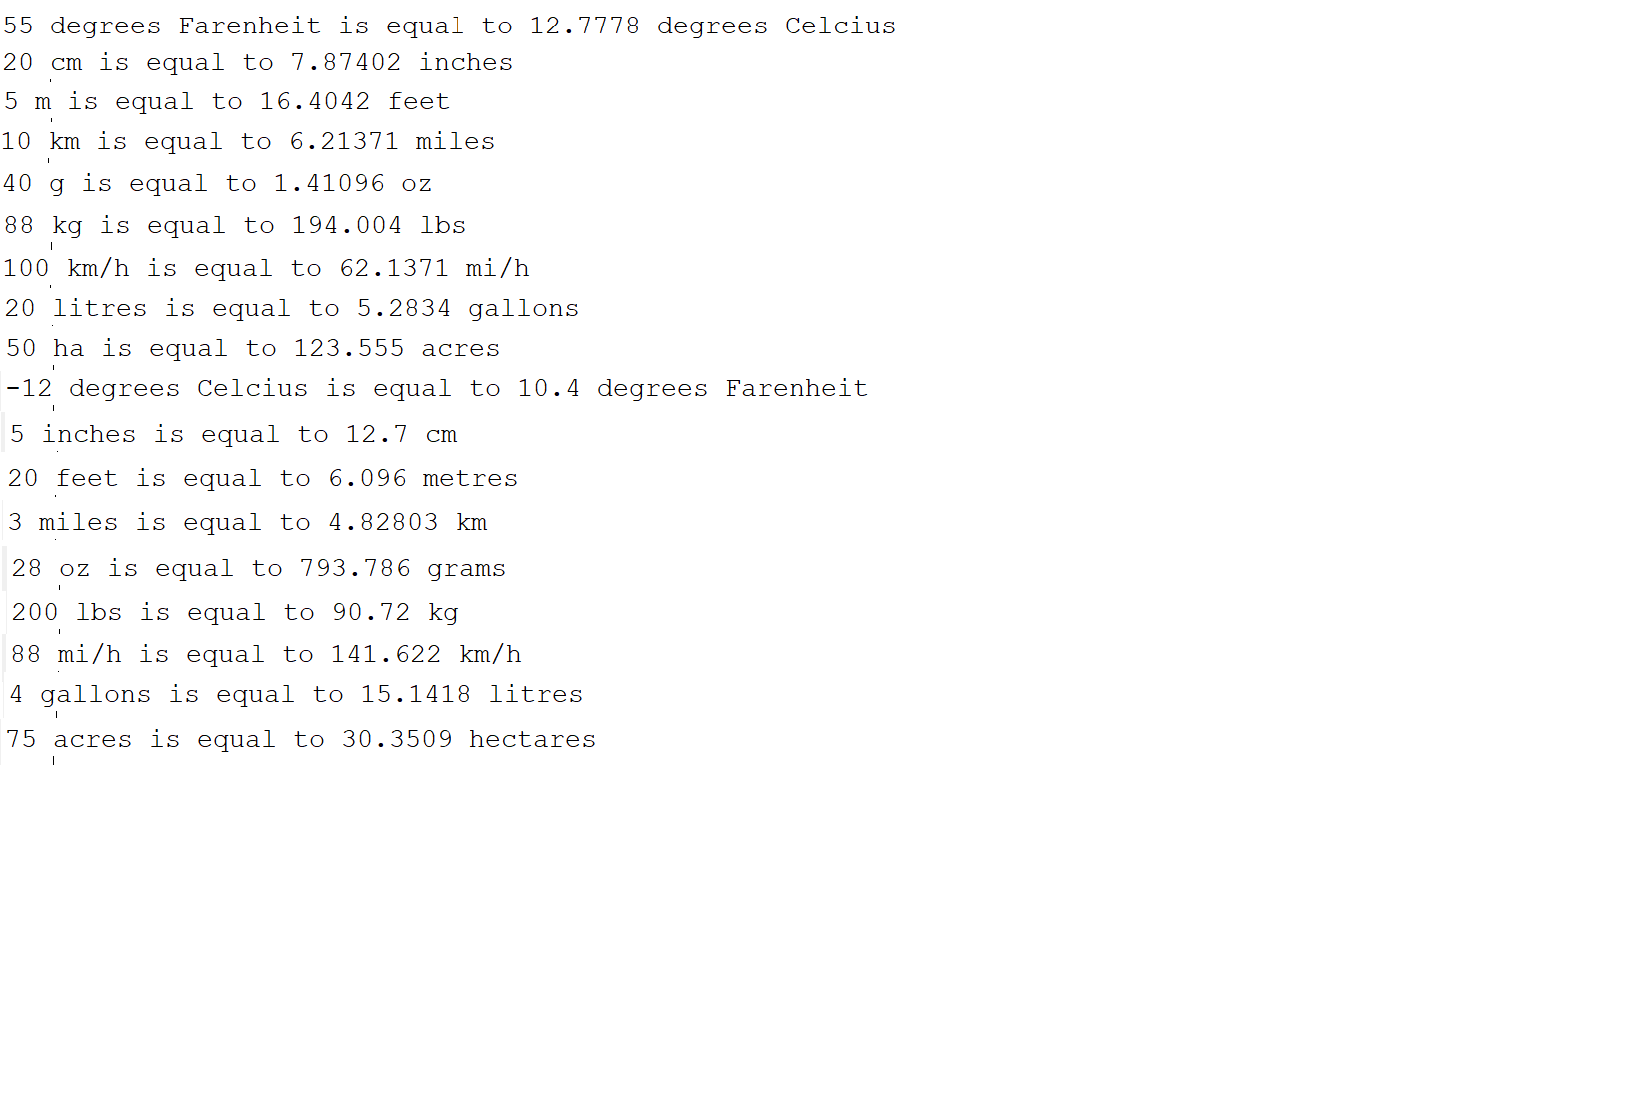 55 degrees Farenheit is equal to 12.7778 degrees Celcius
20 cm is equal to 7.87402 inches
5 m is equal to 16.4042 feet
10 km is equal to 6.21371 miles
40 g is equal to 1.41096 oz
88 kg is equal to 194.004 lbs
100 km/h is equal to 62.1371 mi/h
20 litres is equal to 5.2834 gallons
50 ha is equal to 123.555 acres
-12 degrees Celcius is equal to 10.4 degrees Farenheit
5 inches is equal to 12.7 cm
20 feet is equal to 6.096 metres
3 miles is equal to 4.82803 km
28 oz is equal to 793.786 grams
200 lbs is equal to 90.72 kg
88 mi/h is equal to 141.622 km/h
4 gallons is equal to 15.1418 litres
75 acres is equal to 30.3509 hectares